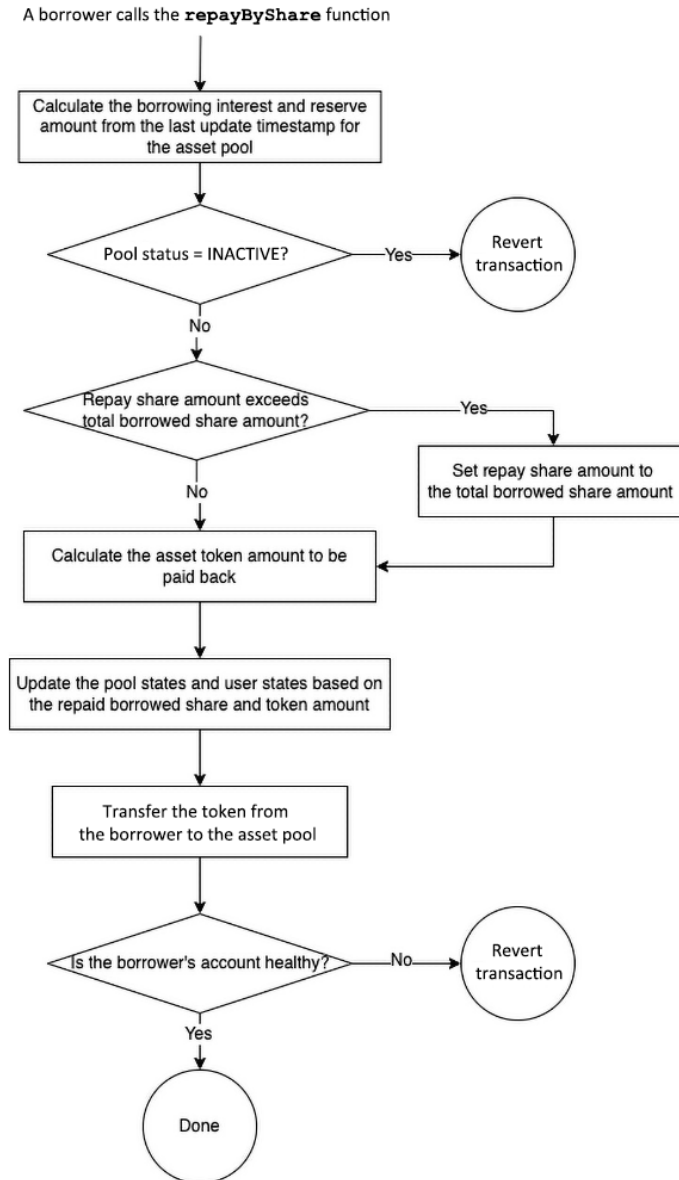 A borrower calls the repayByShare function
Calculate the borrowing interest and reserve
amount from the last update timestamp for
the asset pool
Pool status = INACTIVE?
Yes
Revert
transaction
No
Repay share amount exceeds
total borrowed share amount?
Yes
Set repay share amount to
the total borrowed share amount
No
Calculate the asset token amount to be
paid back
Update the pool states and user states based on
the repaid borrowed share and token amount
Transfer the token from
the borrower to the asset pool
Is the borrower's account healthy?
No
Revert
transaction
Yes
Done